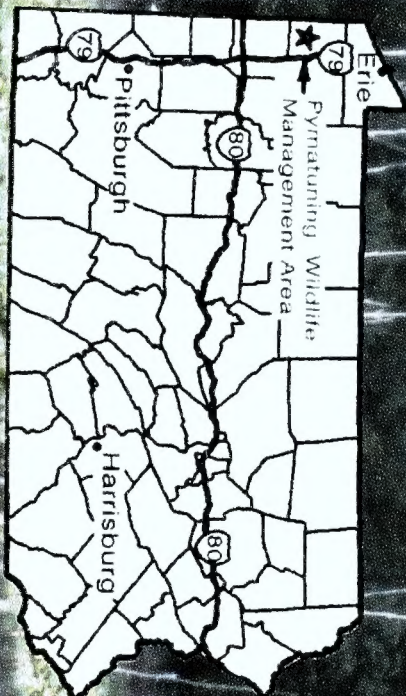 Erie
79
Pymatuning Wildlife
Management Area
80
80
79
Pittsburgh
Harrisburg